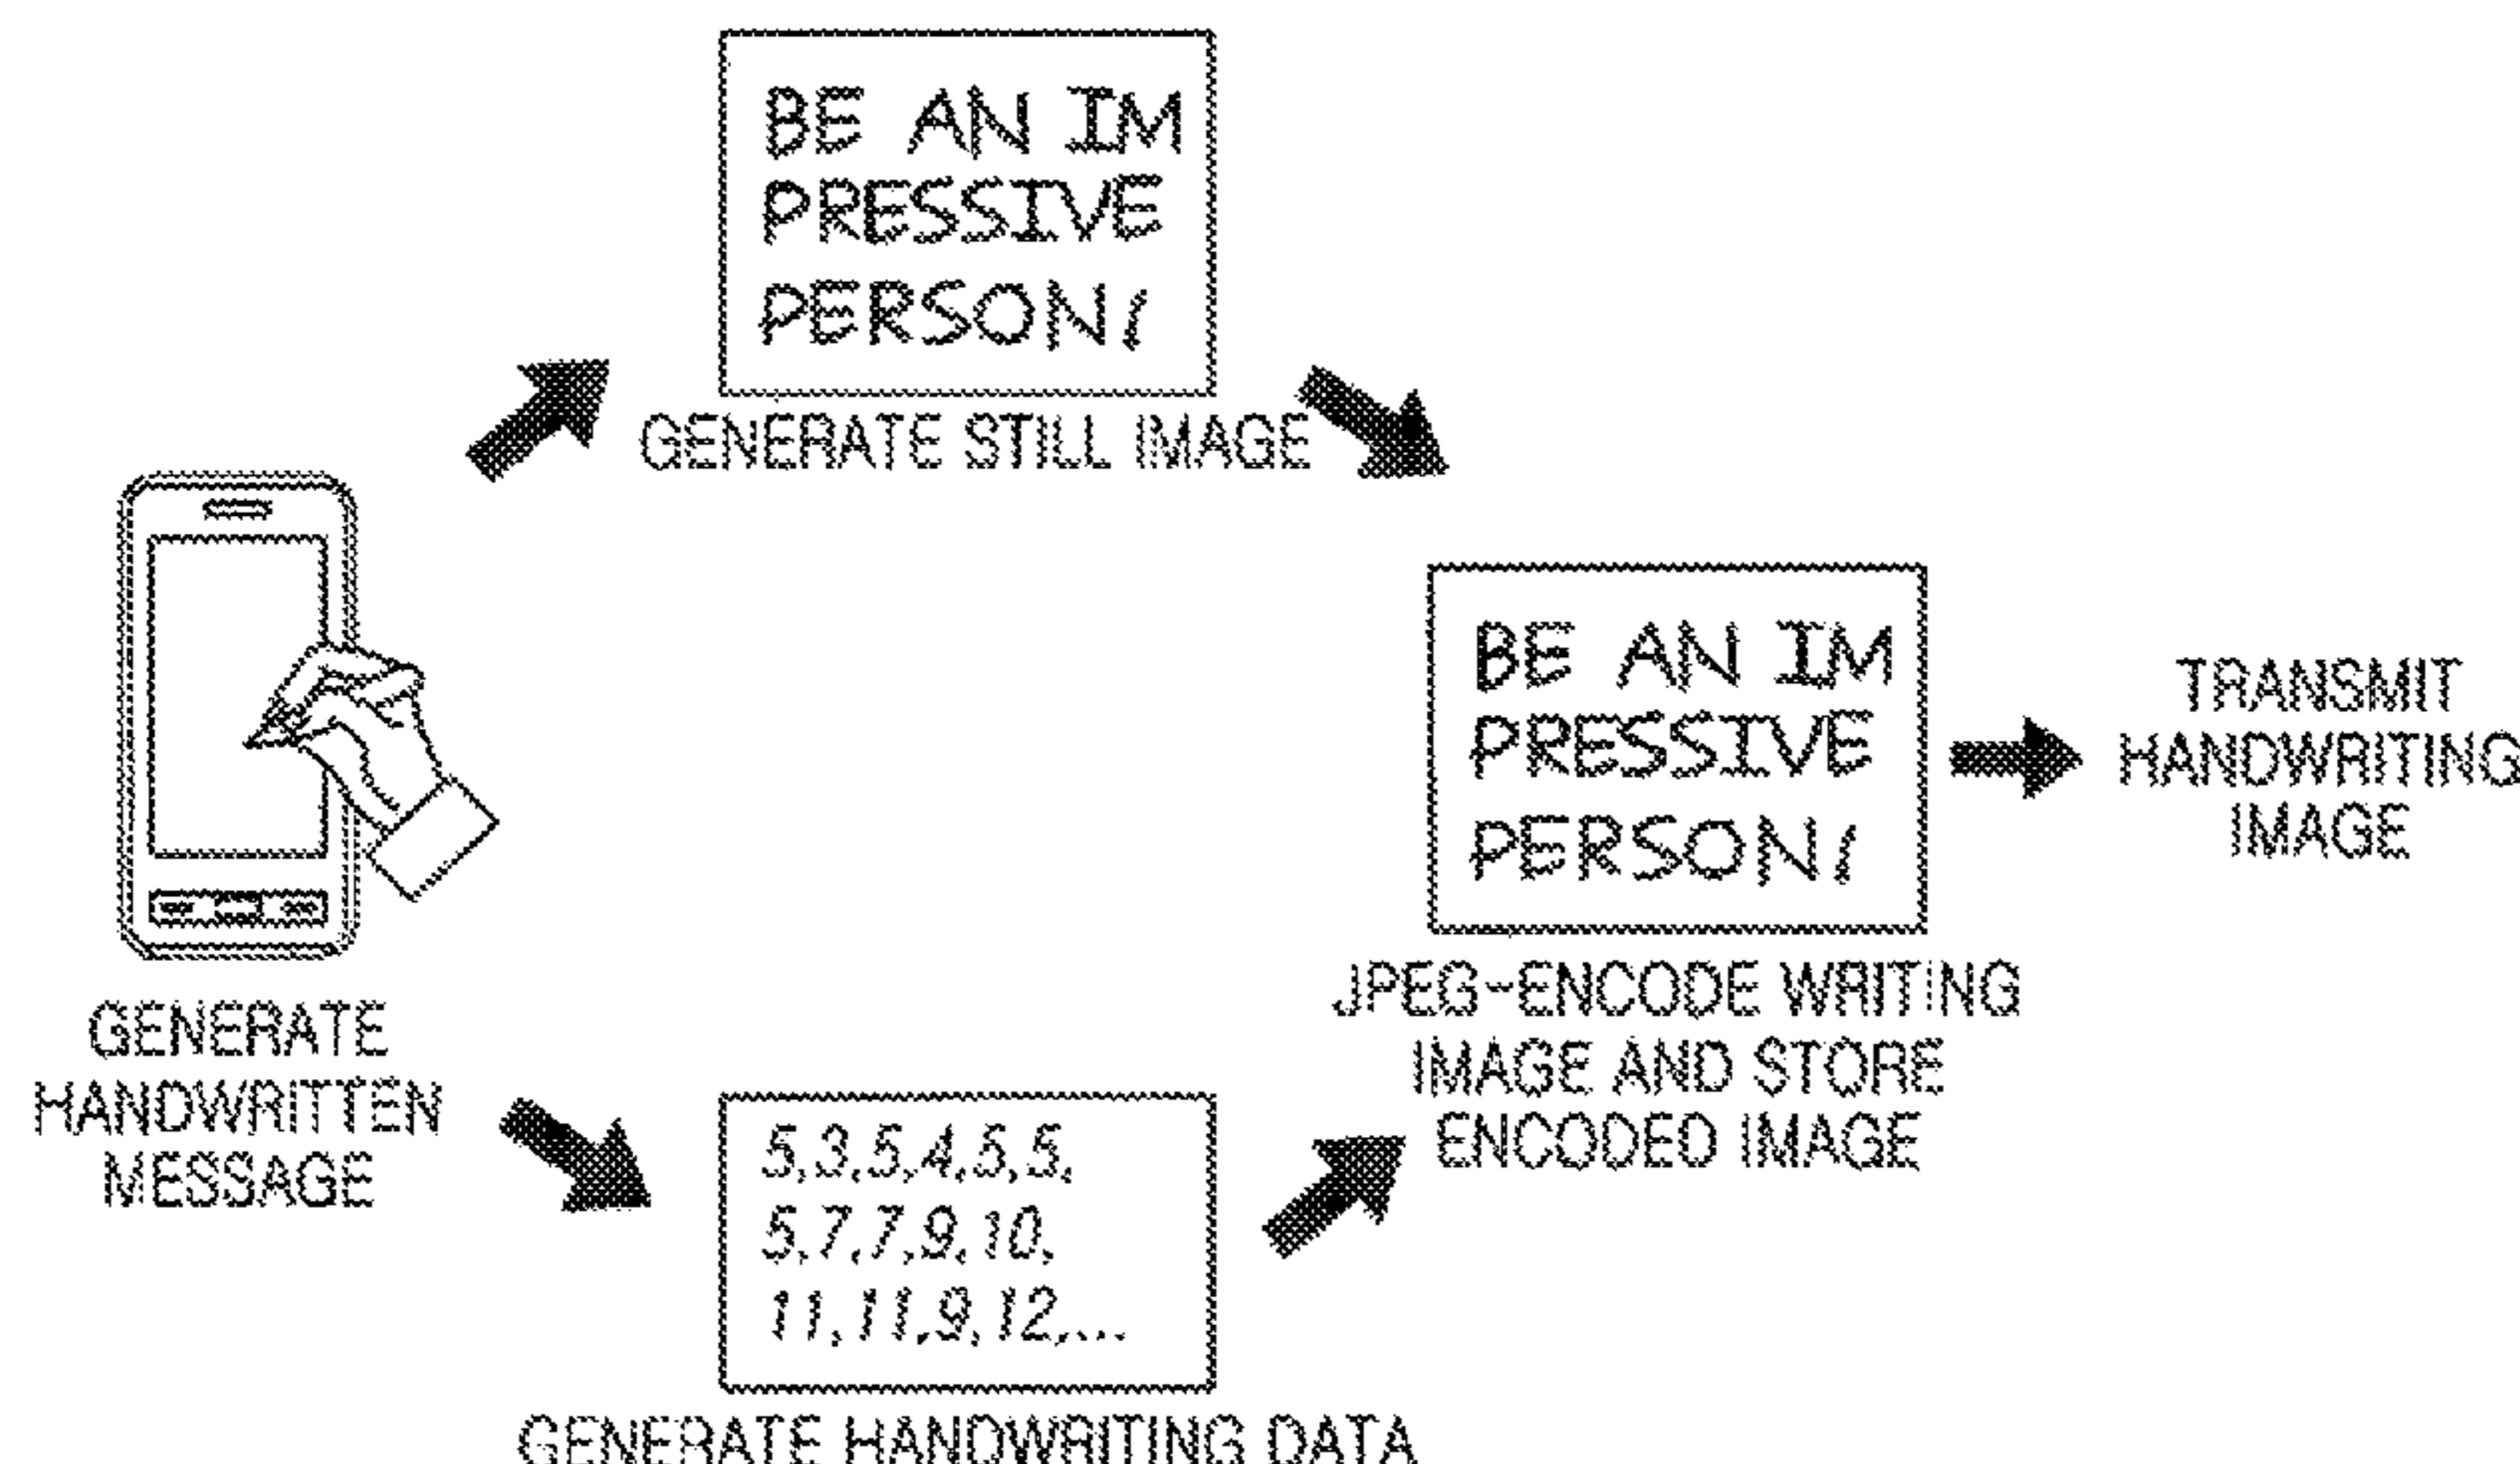 BE AN IM
PRESSIVE
PERSON!
GENERATE STILL IMAGE
GENERATE
HANDWRITTEN
MESSAGE
5,3,5,4,5,5,
5,7,7,9,10,
11,11,9,12,...
GENERATE HANDWRITING DATA
BE AN IM
PRESSIVE
PERSON!
JPEG-ENCODE WRITING
IMAGE AND STORE
ENCODED IMAGE
TRANSMIT
HANDWRITING
IMAGE